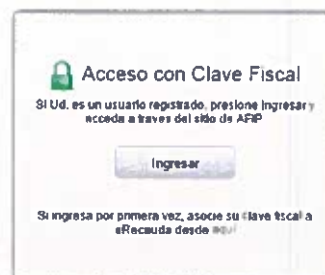 Acceso con Clave Fiscal
Si Ud. es un usuario registrado, presione Ingresar y
acceda a traves del sitio de AFIP
Ingresar
Si ingresa por primera vez, asocie su Clave fiscal a
eRecauda desde aquí